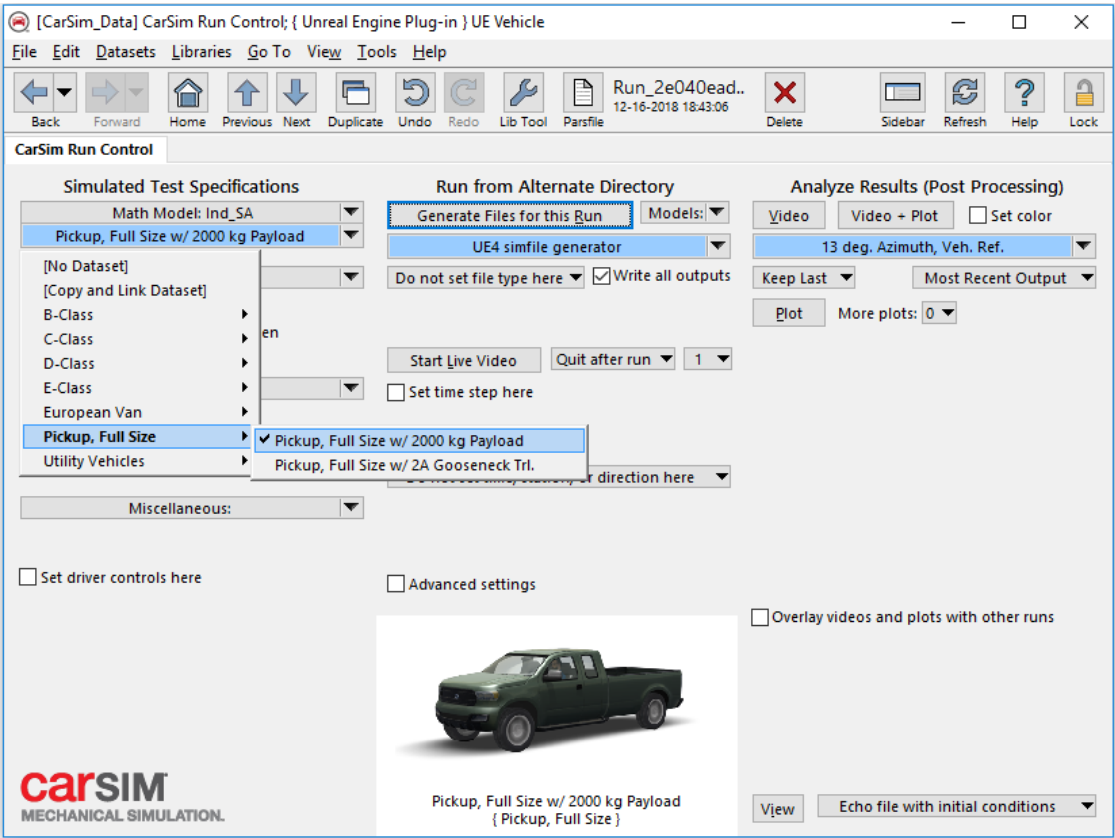 [CarSim_Data] CarSim Run Control; { Unreal Engine Plug-in } UE Vehicle
File Edit Datasets Libraries Go To View Tools Help
Run_2e040ead..
12-16-2018 18:43:06
Back Forward Home Previous Next Duplicate Undo Redo Lib Tool Parsfile Delete Sidebar Refresh Help Lock
CarSim Run Control
Simulated Test Specifications
Math Model: Ind_SA
Pickup, Full Size w/ 2000 kg Payload
[No Dataset]
[Copy and Link Dataset]
B-Class
C-Class
D-Class
E-Class
European Van
Pickup, Full Size
Utility Vehicles
Pickup, Full Size w/ 2000 kg Payload
Pickup, Full Size w/ 2A Gooseneck Trl.
en
Miscellaneous:
Set driver controls here
Run from Alternate Directory
Generate Files for this Run Models:
UE4 simfile generator
Do not set file type here Write all outputs
Start Live Video Quit after run 1
Set time step here
Do not set time, station, or direction here
Advanced settings
Pickup, Full Size w/ 2000 kg Payload
{ Pickup, Full Size }
Analyze Results (Post Processing)
Video Video + Plot Set color
13 deg. Azimuth, Veh. Ref.
Keep Last Most Recent Output
Plot More plots: 0
Overlay videos and plots with other runs
View Echo file with initial conditions
carSIM
MECHANICAL SIMULATION.